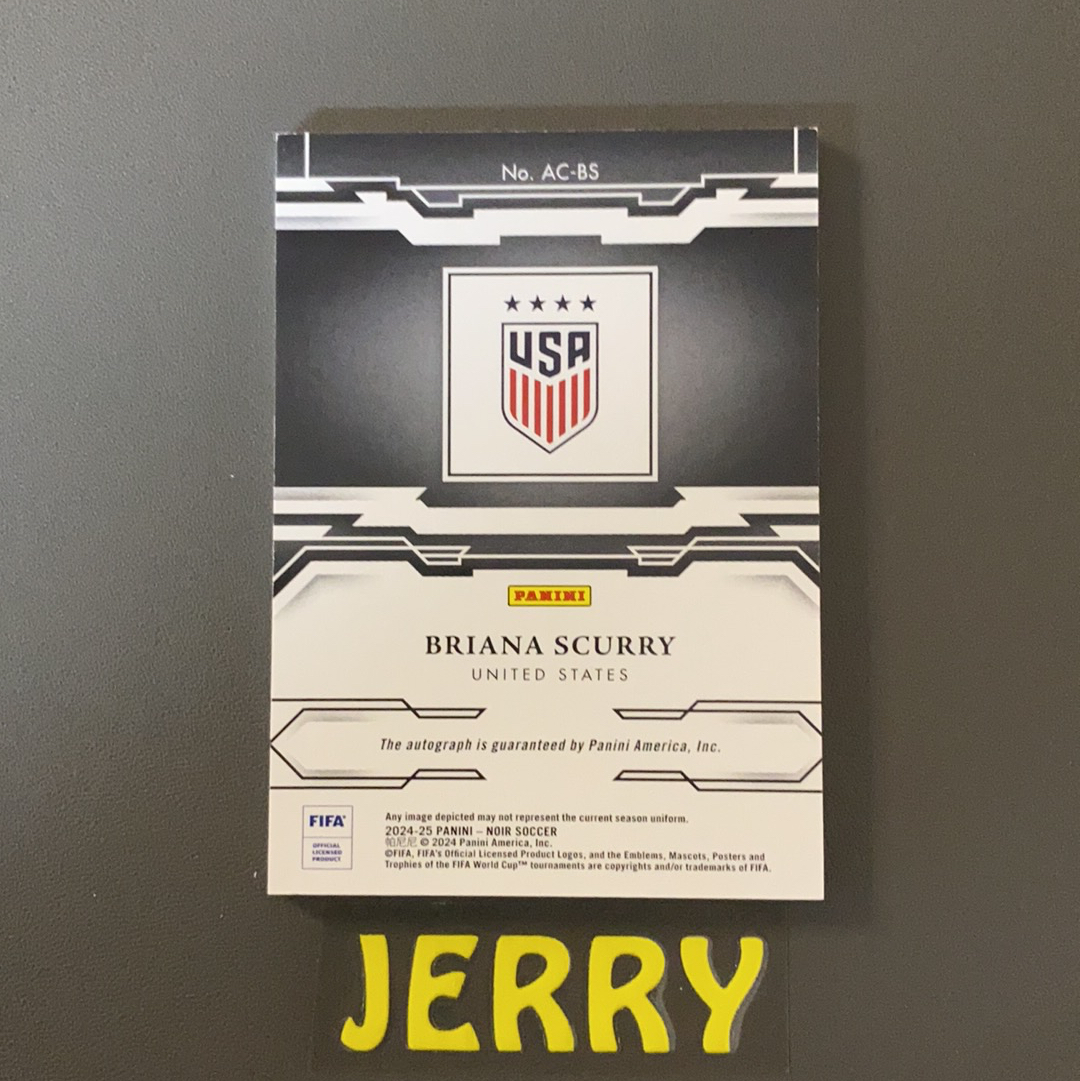 No. AC-BS
USA
PANINI
BRIANA SCURRY
UNITED STATES
The autograph is guaranteed by Panini America, Inc.
FIFA®
OFFICIAL
LICENSED
PRODUCT
Any image depicted may not represent the current season uniform.
2024-25 PANINI – NOIR SOCCER
帕尼尼 © 2024 Panini America, Inc.
©FIFA, FIFA's Official Licensed Product Logos, and the Emblems, Mascots, Posters and
Trophies of the FIFA World Cup™ tournaments are copyrights and/or trademarks of FIFA.
JERRY